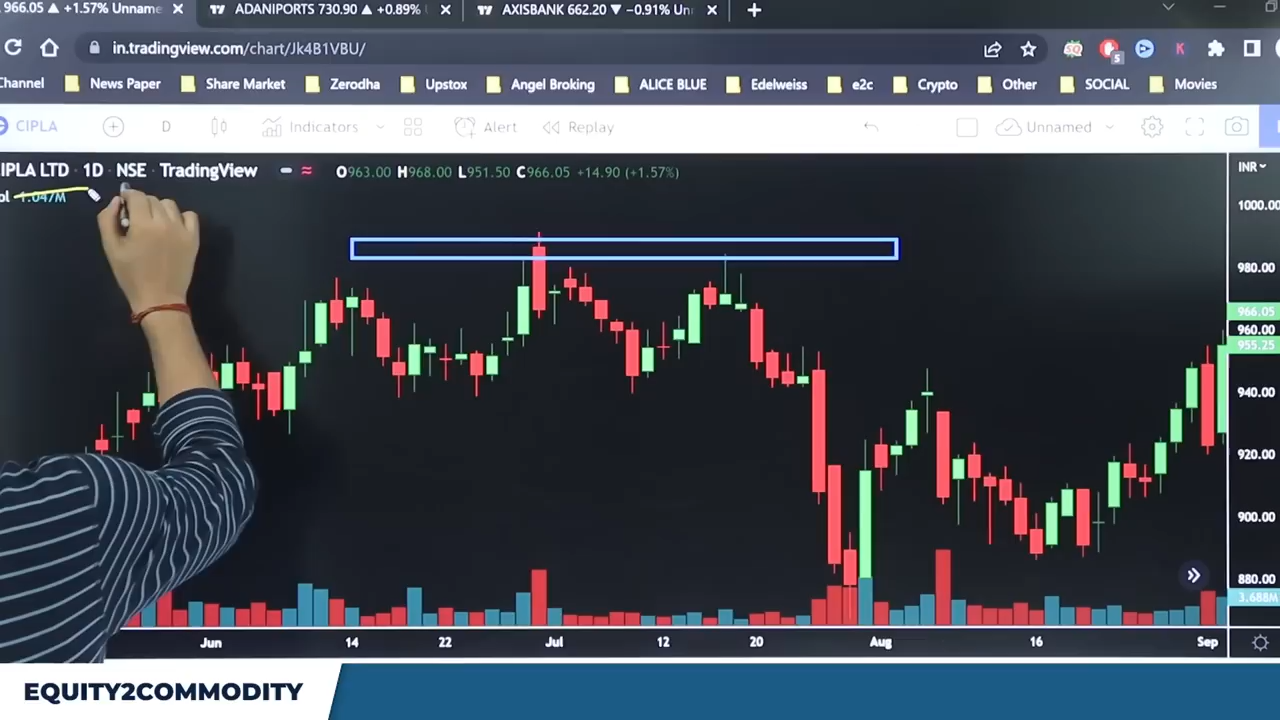 966.05 ▲ +1.57% Unname
ADANIPORTS 730.90 ▲ +0.89%
AXISBANK 662.20 ▼ −0.91% Un
in.tradingview.com/chart/Jk4B1VBU/
5
K
Channel
News Paper
Share Market
Zerodha
Upstox
Angel Broking
ALICE BLUE
Edelweiss
e2c
Crypto
Other
SOCIAL
Movies
CIPLA
D
Indicators
Alert
Replay
Unnamed
IPLA LTD · 1D · NSE · TradingView
O963.00 H968.00 L951.50 C966.05 +14.90 (+1.57%)
INR
ol 1.047M
1000.00
980.00
966.05
960.00
955.25
940.00
920.00
900.00
880.00
3.688M
Jun 14 22 Jul 12 20 Aug 16 Sep
EQUITY2COMMODITY